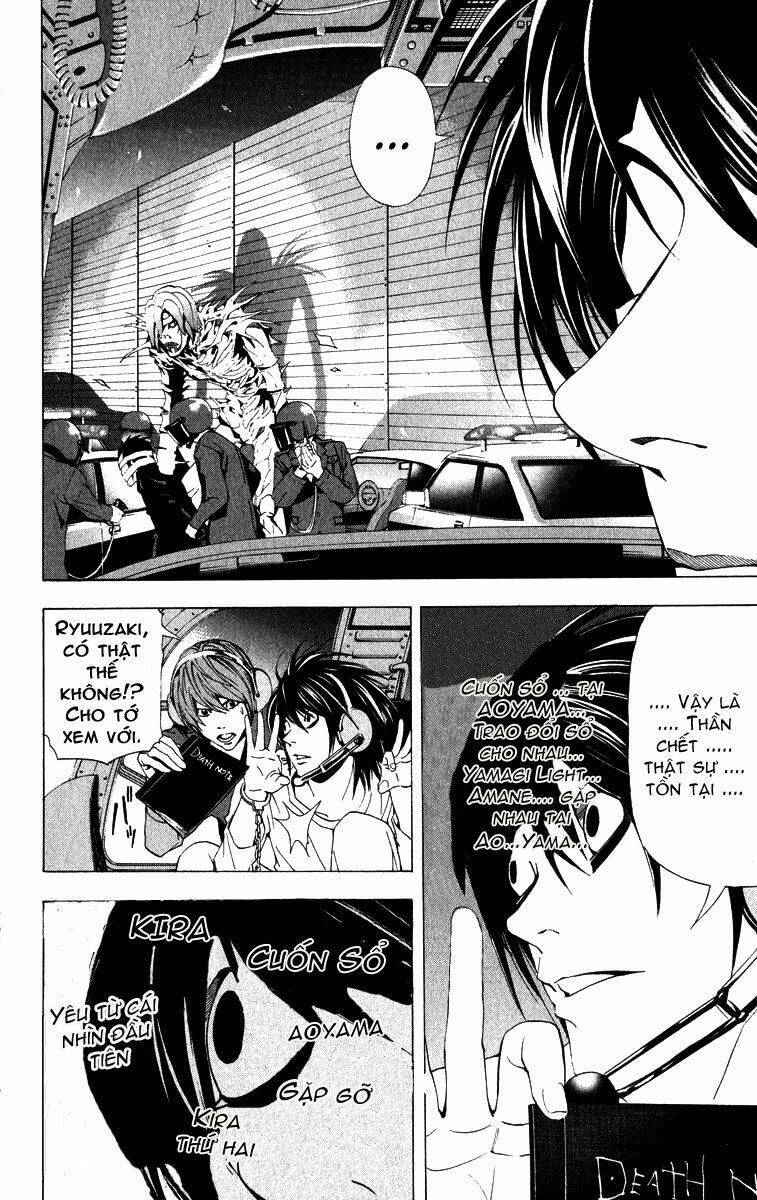 ...
.... Vậy là
.... Thần
chết .....
thật sự ....
tồn tại ....
Cuốn sổ ... tại
Aoyama...
Trao đổi sổ
cho nhau...
Yamagi Light...
Amane.... gặp
nhau tại
Ao...Yama...
Death N
Ryuuzaki,
có thật
thế
không!?
Cho tớ
xem với.
Death Note
Kira
Cuốn sổ
Yêu từ cái
nhìn đầu
tiên
Aoyama
Gặp gỡ
Kira
thứ hai